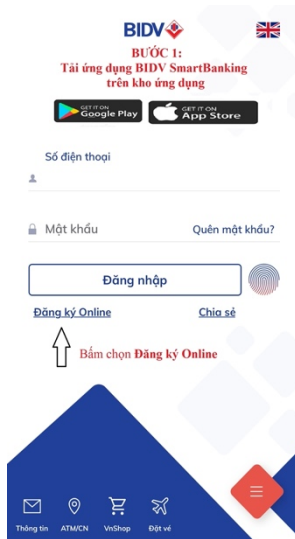 BIDV
BƯỚC 1:
Tải ứng dụng BIDV SmartBanking
trên kho ứng dụng
GET IT ON
Google Play
GET IT ON
App Store
Số điện thoại
Mật khẩu
Quên mật khẩu?
Đăng nhập
Đăng ký Online
Chia sẻ
Bấm chọn Đăng ký Online
Thông tin
ATM/CN
VnShop
Đặt vé